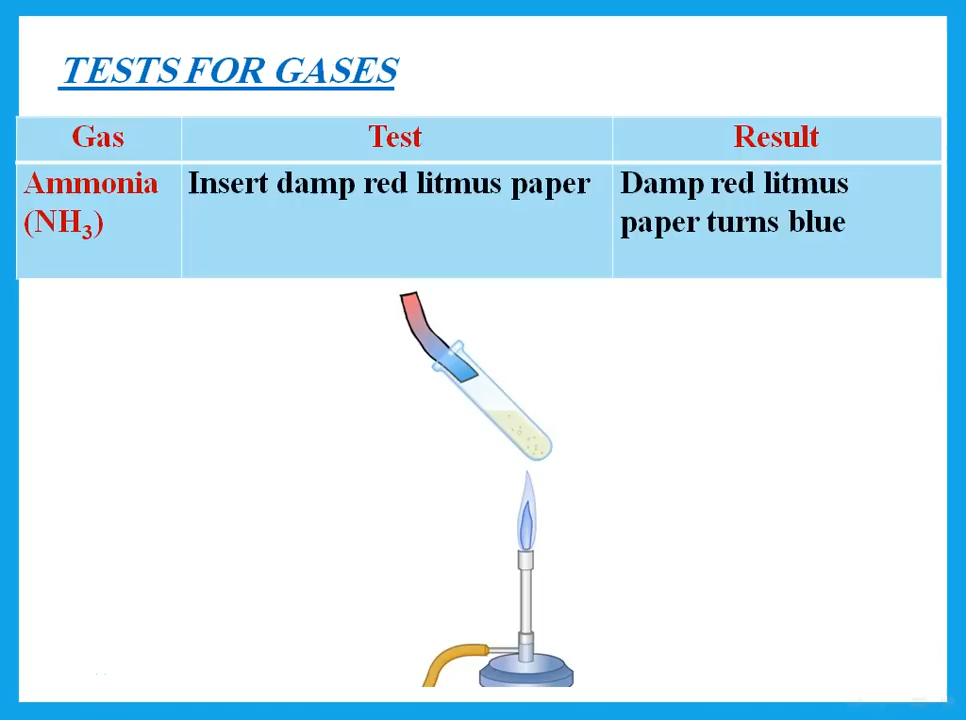 TESTS FOR GASES
Gas
Test
Result
Ammonia
(NH₃)
Insert damp red litmus paper
Damp red litmus
paper turns blue